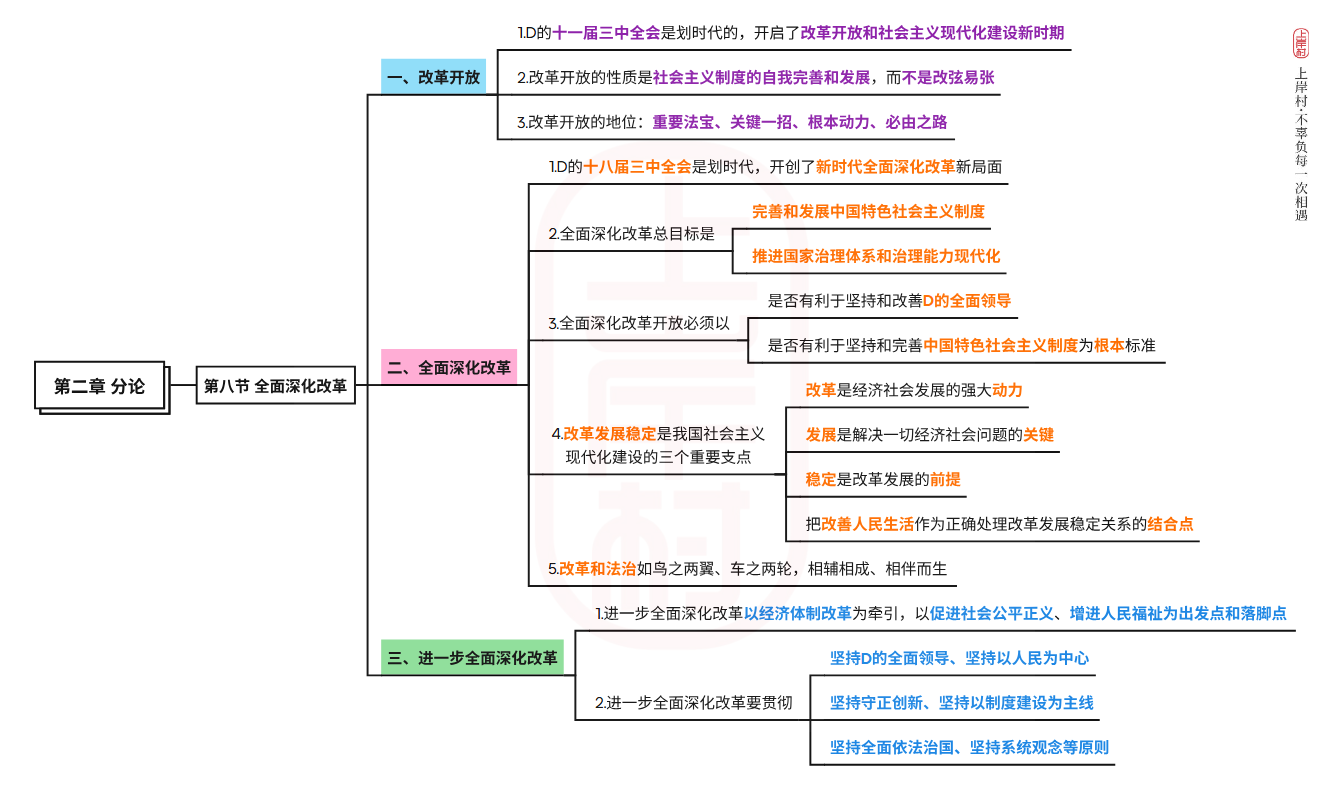 第二章 分论
第八节 全面深化改革
一、改革开放
1.D的十一届三中全会是划时代的，开启了改革开放和社会主义现代化建设新时期
2.改革开放的性质是社会主义制度的自我完善和发展，而不是改弦易张
3.改革开放的地位：重要法宝、关键一招、根本动力、必由之路
二、全面深化改革
1.D的十八届三中全会是划时代，开创了新时代全面深化改革新局面
2.全面深化改革总目标是
完善和发展中国特色社会主义制度
推进国家治理体系和治理能力现代化
3.全面深化改革开放必须以
是否有利于坚持和改善D的全面领导
是否有利于坚持和完善中国特色社会主义制度为根本标准
4.改革发展稳定是我国社会主义
现代化建设的三个重要支点
改革是经济社会发展的强大动力
发展是解决一切经济社会问题的关键
稳定是改革发展的前提
把改善人民生活作为正确处理改革发展稳定关系的结合点
5.改革和法治如鸟之两翼、车之两轮，相辅相成、相伴而生
三、进一步全面深化改革
1.进一步全面深化改革以经济体制改革为牵引，以促进社会公平正义、增进人民福祉为出发点和落脚点
2.进一步全面深化改革要贯彻
坚持D的全面领导、坚持以人民为中心
坚持守正创新、坚持以制度建设为主线
坚持全面依法治国、坚持系统观念等原则
上岸村
上岸村·不辜负每一次相遇
上岸村